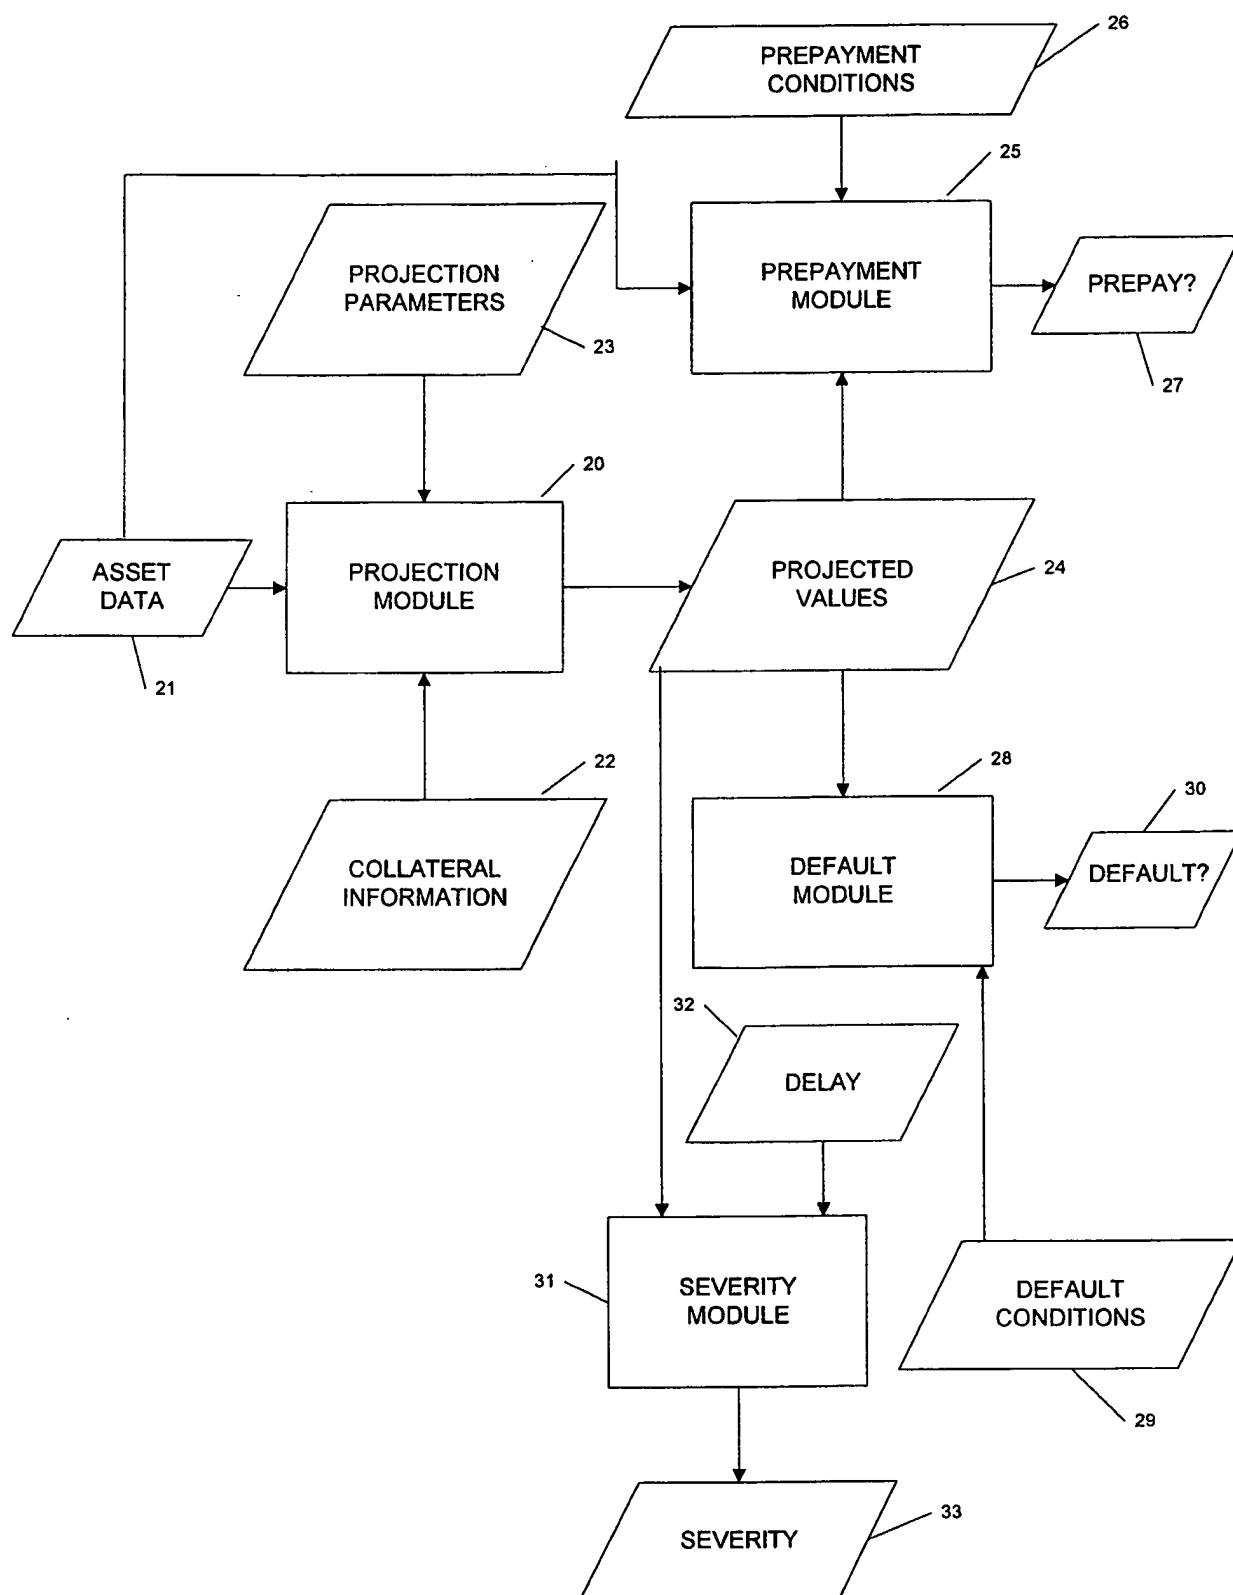 26
PREPAYMENT
CONDITIONS
25
PROJECTION
PARAMETERS
23
PREPAYMENT
MODULE
PREPAY?
27
20
ASSET
DATA
21
PROJECTION
MODULE
PROJECTED
VALUES
24
22
COLLATERAL
INFORMATION
28
DEFAULT
MODULE
30
DEFAULT?
32
DELAY
31
SEVERITY
MODULE
DEFAULT
CONDITIONS
29
SEVERITY
33